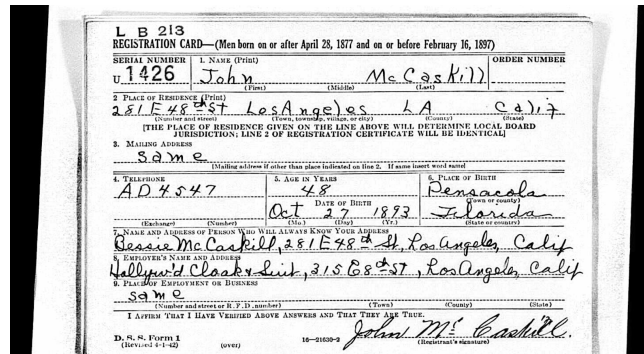 L B 213
REGISTRATION CARD—(Men born on or after April 28, 1877 and on or before February 16, 1897)
SERIAL NUMBER 1. NAME (Print) ORDER NUMBER
U 1426 John McCaskill
(First) (Middle) (Last)
2 PLACE OF RESIDENCE (Print)
281 E 48th St Los Angeles LA Calif
(Number and street) (Town, township, village, or city) (County) (State)
[THE PLACE OF RESIDENCE GIVEN ON THE LINE ABOVE WILL DETERMINE LOCAL BOARD
JURISDICTION; LINE 2 OF REGISTRATION CERTIFICATE WILL BE IDENTICAL]
3. MAILING ADDRESS
same
[Mailing address if other than place indicated on line 2. If same insert word same]
4. TELEPHONE 5. AGE IN YEARS 6. PLACE OF BIRTH
AD 4547 48 Pensacola
DATE OF BIRTH (Town or county)
Oct 27 1893 Florida
(Exchange) (Number) (Mo.) (Day) (Yr.) (State or country)
7. NAME AND ADDRESS OF PERSON WHO WILL ALWAYS KNOW YOUR ADDRESS
Bessie McCaskill, 281 E 48th St, Los Angeles, Calif
8. EMPLOYER'S NAME AND ADDRESS
Hollyw'd Cloak & Suit, 315 E 8th ST, Los Angeles, Calif
9. PLACE OF EMPLOYMENT OR BUSINESS
same
(Number and street or R. F. D. number) (Town) (County) (State)
I AFFIRM THAT I HAVE VERIFIED ABOVE ANSWERS AND THAT THEY ARE TRUE.
John Mc Caskill.
D. S. S. Form 1 16—21630-2 (Registrant's signature)
(Revised 4-1-42) (over)